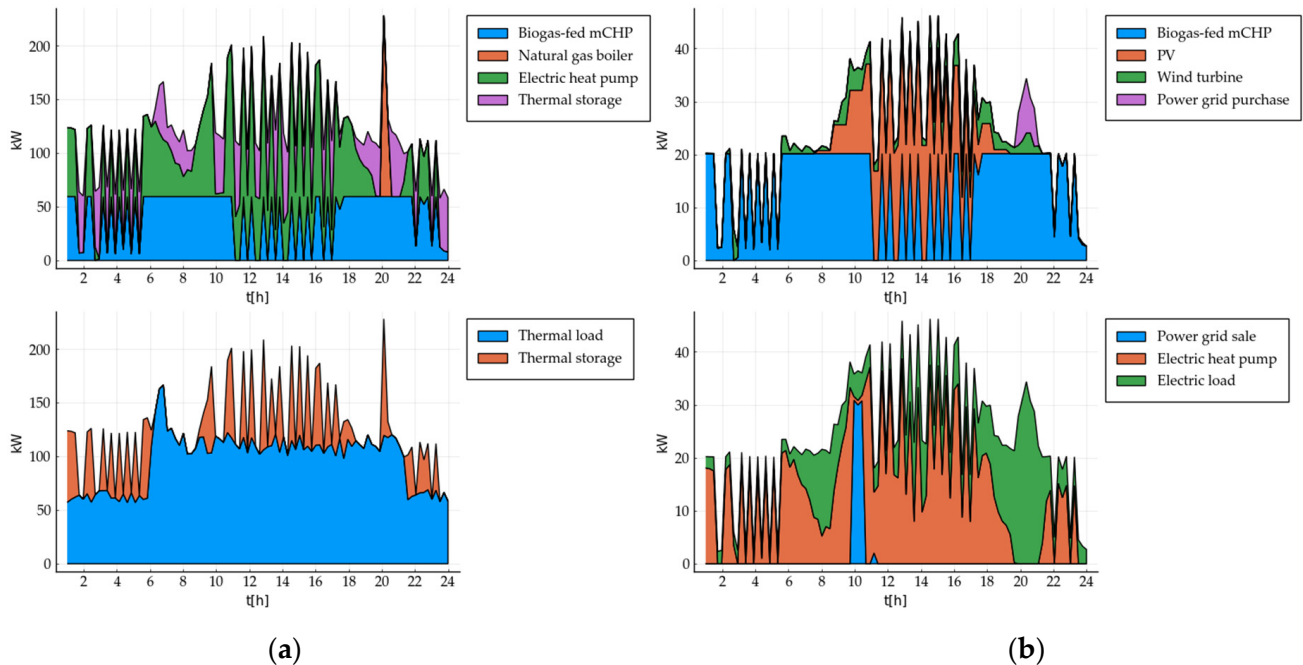 200
150
100
50
0
kW
2 4 6 8 10 12 14 16 18 20 22 24
t[h]
Biogas-fed mCHP
Natural gas boiler
Electric heat pump
Thermal storage
40
30
20
10
0
kW
2 4 6 8 10 12 14 16 18 20 22 24
t[h]
Biogas-fed mCHP
PV
Wind turbine
Power grid purchase
200
150
100
50
0
kW
2 4 6 8 10 12 14 16 18 20 22 24
t[h]
Thermal load
Thermal storage
40
30
20
10
0
kW
2 4 6 8 10 12 14 16 18 20 22 24
t[h]
Power grid sale
Electric heat pump
Electric load
(a)
(b)